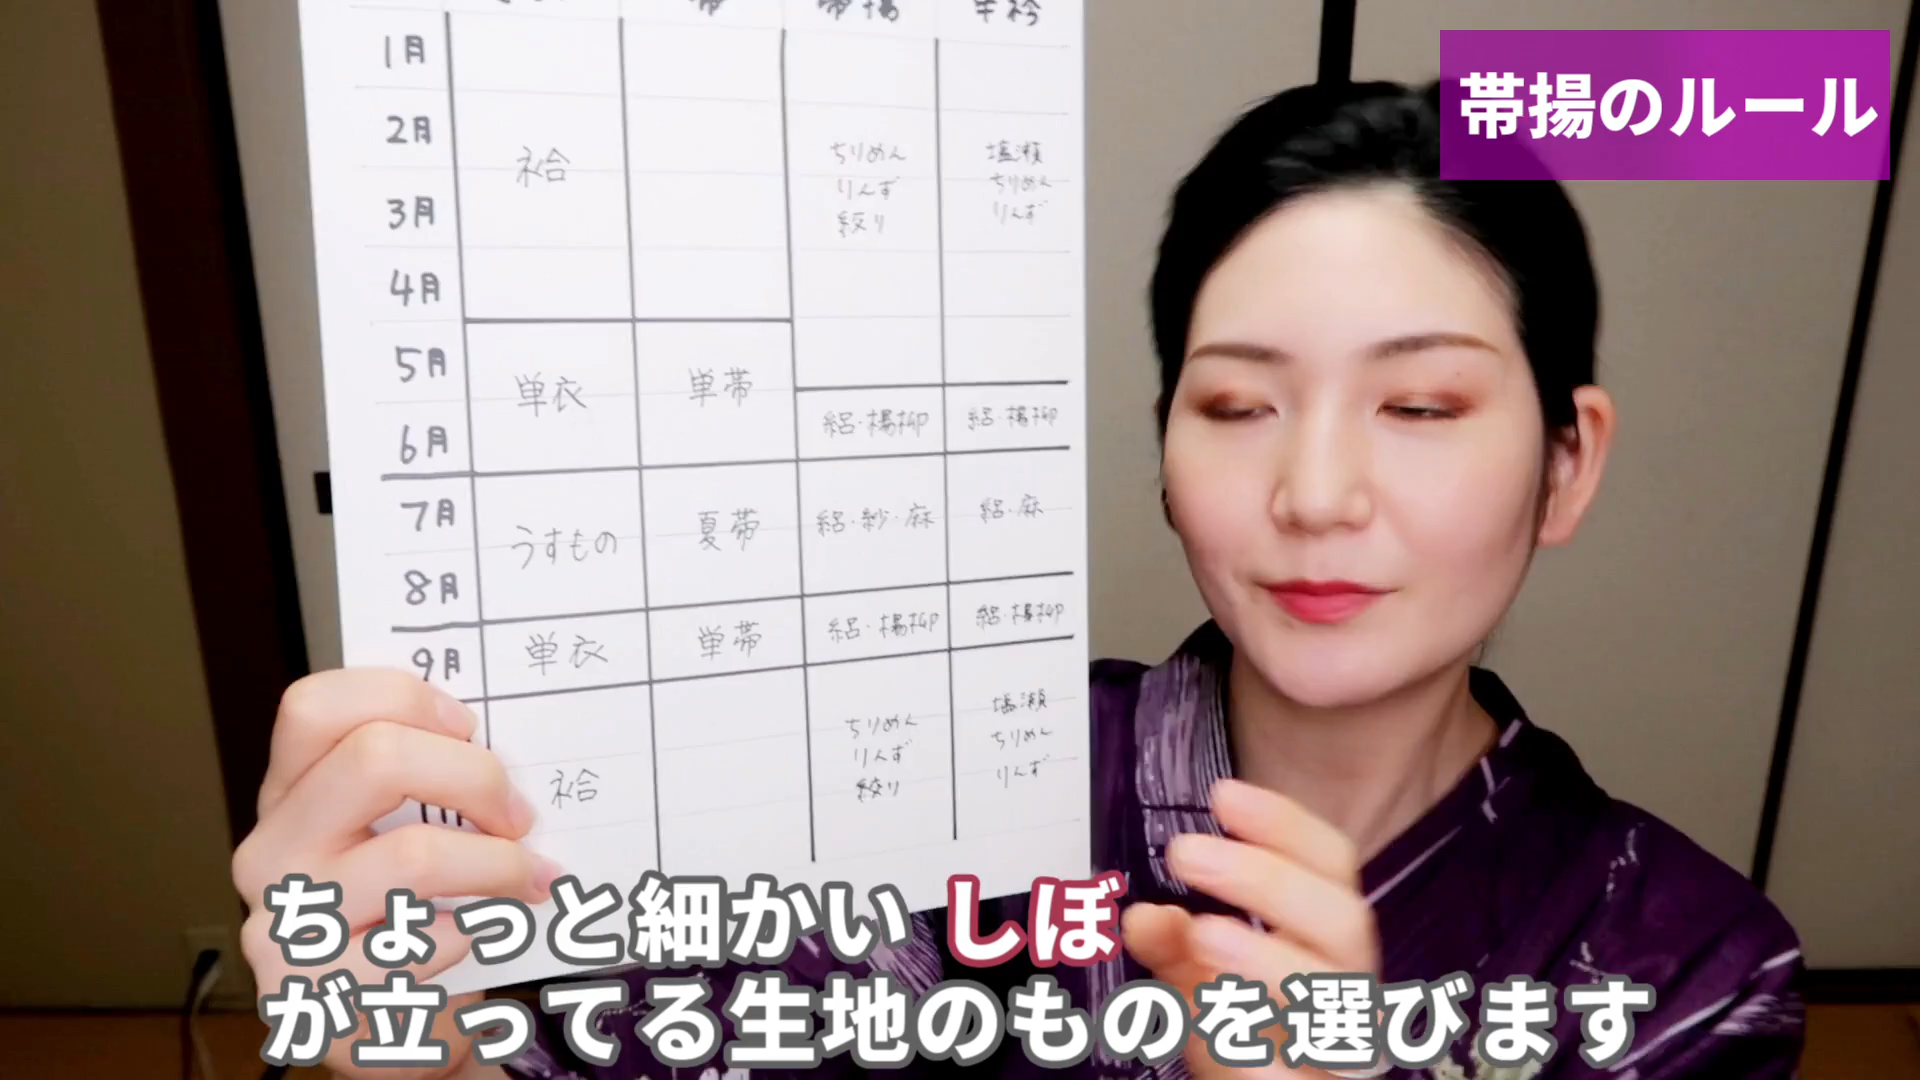 帯揚のルール
帯
帯揚
半衿
1月
2月
3月
4月
5月
6月
7月
8月
9月
袷
ちりめん
りんず
絞り
塩瀬
ちりめん
りんず
単衣
単帯
絽・楊柳
絽・楊柳
うすもの
夏帯
絽・紗・麻
絽・麻
単衣
単帯
絽・楊柳
絽・楊柳
袷
ちりめん
りんず
絞り
塩瀬
ちりめん
りんず
ちょっと細かい しぼ
が立ってる生地のものを選びます